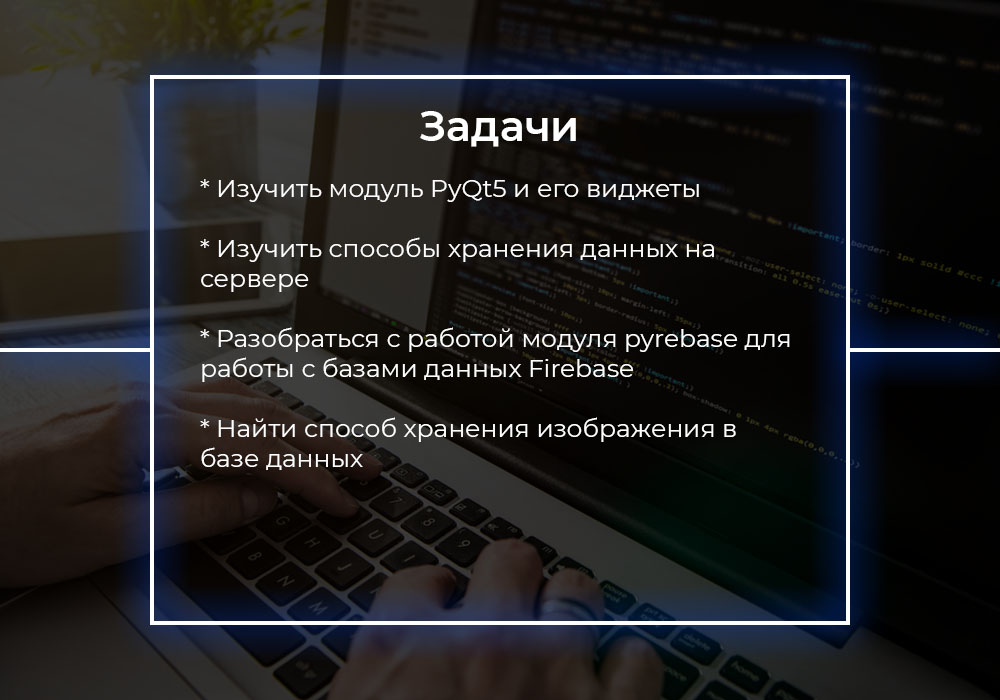 Задачи
* Изучить модуль PyQt5 и его виджеты
* Изучить способы хранения данных на
сервере
* Разобраться с работой модуля pyrebase для
работы с базами данных Firebase
* Найти способ хранения изображения в
базе данных